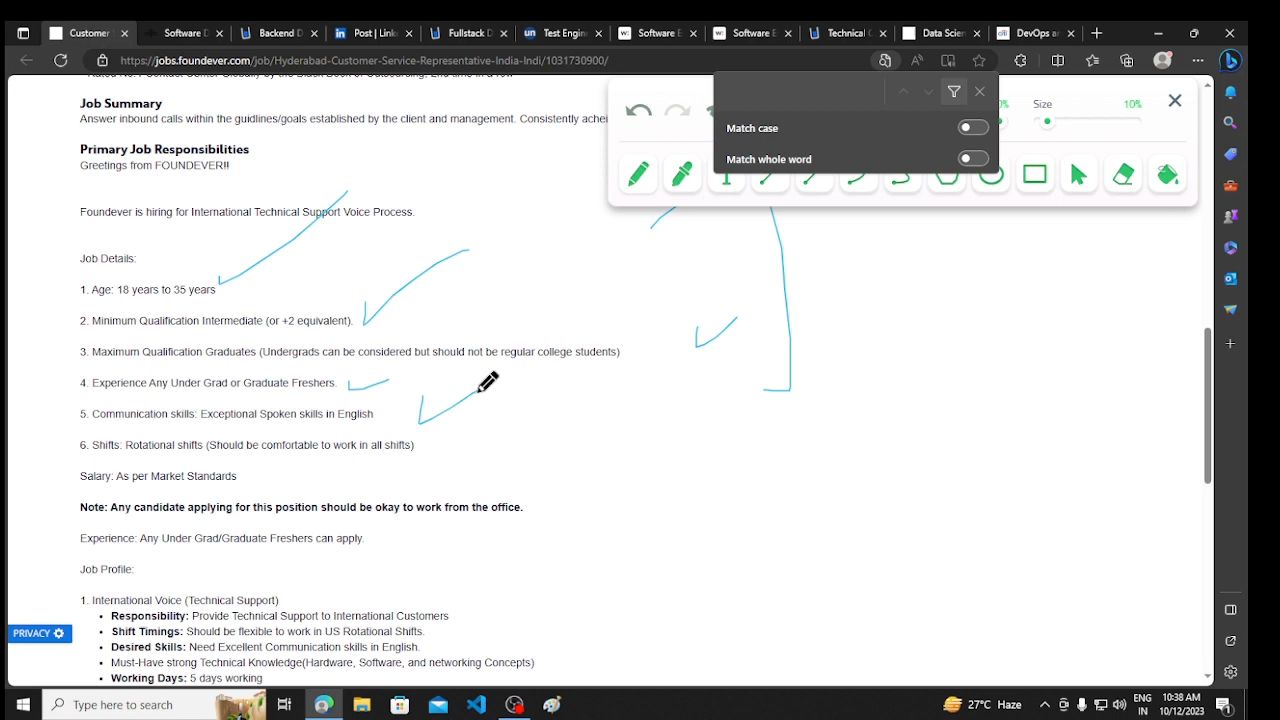 Customer
Software D
Backend D
Post | Linke
Fullstack D
Test Engine
Software E
Software E
Technical C
Data Scien
DevOps an
https://jobs.foundever.com/job/Hyderabad-Customer-Service-Representative-India-Indi/1031730900/
Job Summary
Answer inbound calls within the guidlines/goals established by the client and management. Consistently achei
Primary Job Responsibilities
Greetings from FOUNDEVER!!
Match case
Match whole word
0%
Size
10%
Foundever is hiring for International Technical Support Voice Process.
Job Details:
1. Age: 18 years to 35 years
2. Minimum Qualification Intermediate (or +2 equivalent).
3. Maximum Qualification Graduates (Undergrads can be considered but should not be regular college students)
4. Experience Any Under Grad or Graduate Freshers.
5. Communication skills: Exceptional Spoken skills in English
6. Shifts: Rotational shifts (Should be comfortable to work in all shifts)
Salary: As per Market Standards
Note: Any candidate applying for this position should be okay to work from the office.
Experience: Any Under Grad/Graduate Freshers can apply.
Job Profile:
1. International Voice (Technical Support)
• Responsibility: Provide Technical Support to International Customers
• Shift Timings: Should be flexible to work in US Rotational Shifts.
• Desired Skills: Need Excellent Communication skills in English.
• Must-Have strong Technical Knowledge(Hardware, Software, and networking Concepts)
• Working Days: 5 days working
PRIVACY
Type here to search
27°C Haze
ENG
IN
10:38 AM
10/12/2023
1